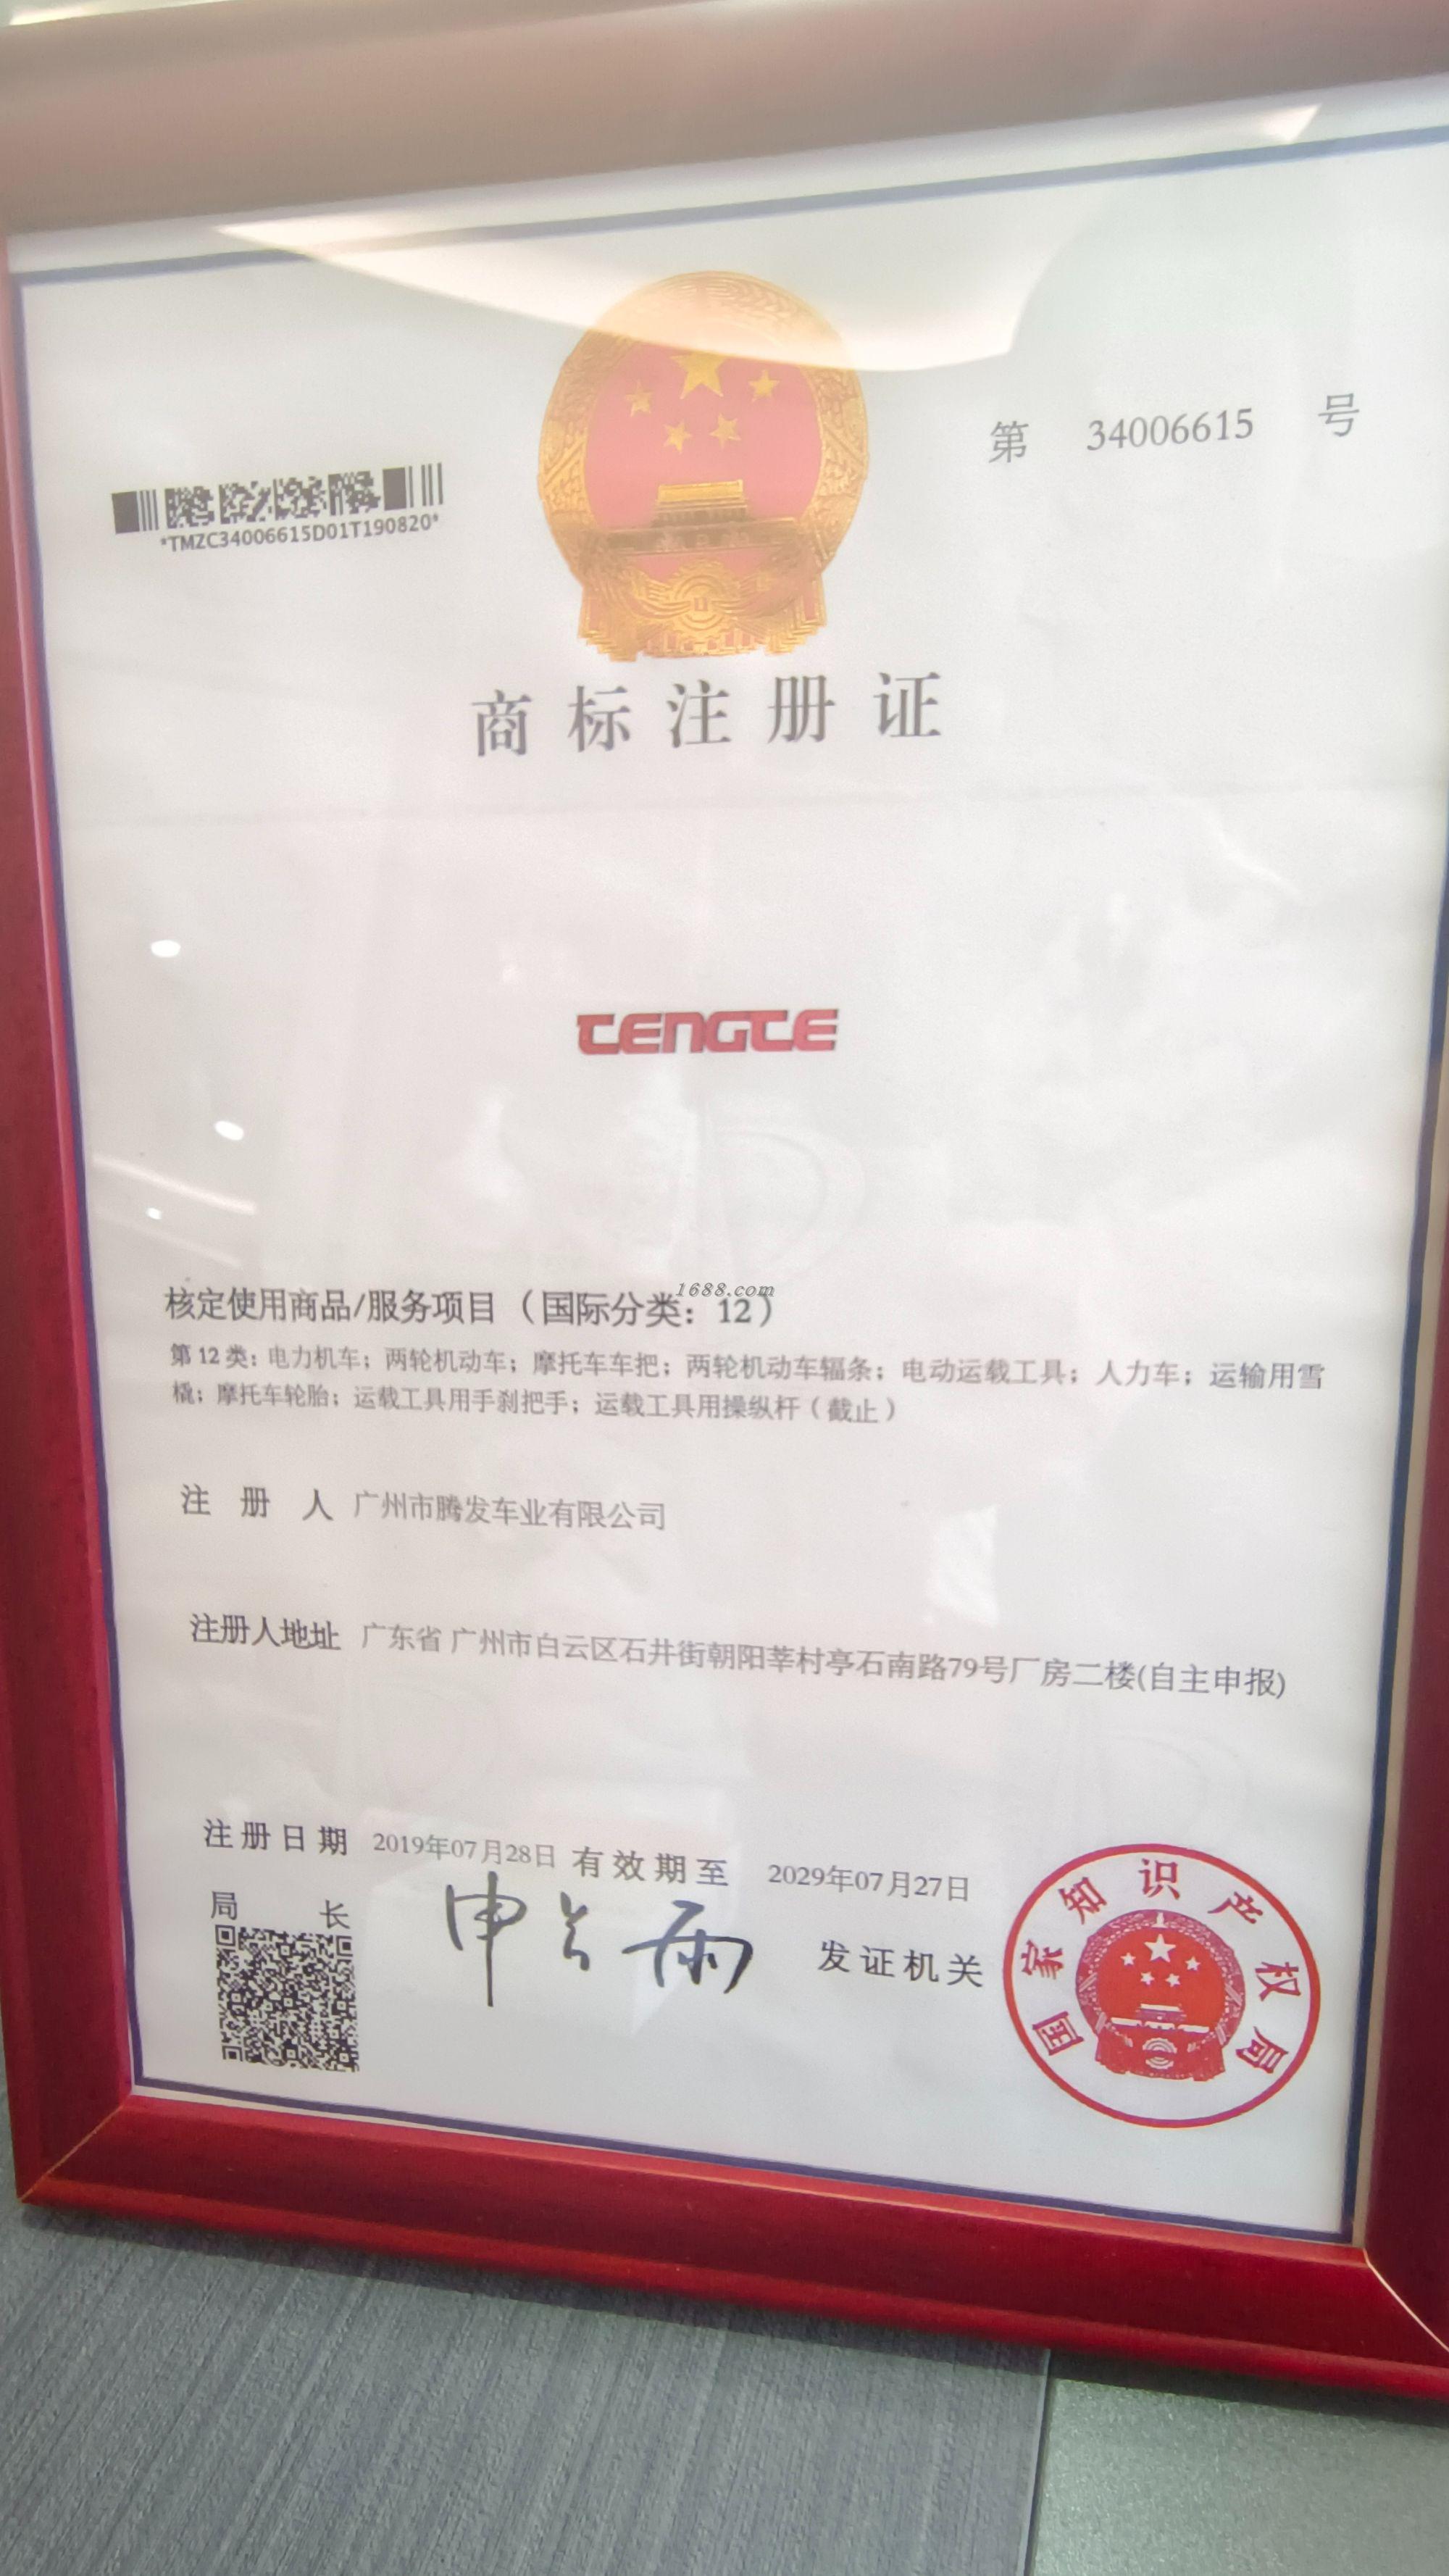 第 34006615 号
*TMZC34006615D01T190820*
商标注册证
TENGTE
1688.com
核定使用商品/服务项目（国际分类：12）
第12类：电力机车；两轮机动车；摩托车车把；两轮机动车辐条；电动运载工具；人力车；运输用雪
橇；摩托车轮胎；运载工具用手刹把手；运载工具用操纵杆（截止）
注册人 广州市腾发车业有限公司
注册人地址 广东省 广州市白云区石井街朝阳莘村亭石南路79号厂房二楼(自主申报)
注册日期 2019年07月28日 有效期至 2029年07月27日
局长 申长雨 发证机关
国家知识产权局